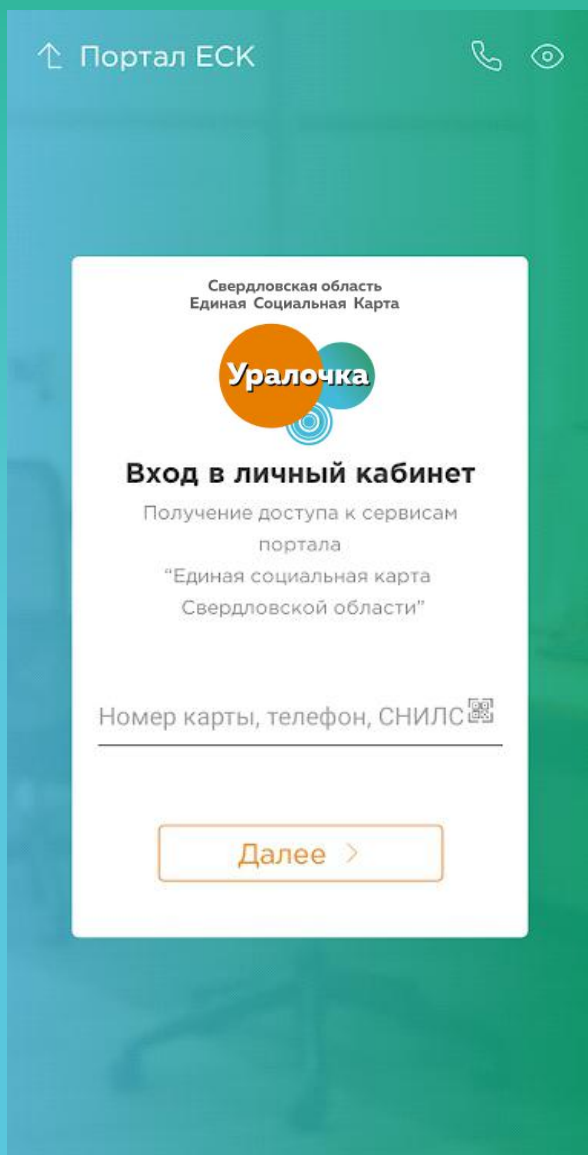 Портал ЕСК
Свердловская область
Единая Социальная Карта
Уралочка
Вход в личный кабинет
Получение доступа к сервисам
портала
“Единая социальная карта
Свердловской области”
Номер карты, телефон, СНИЛС
Далее